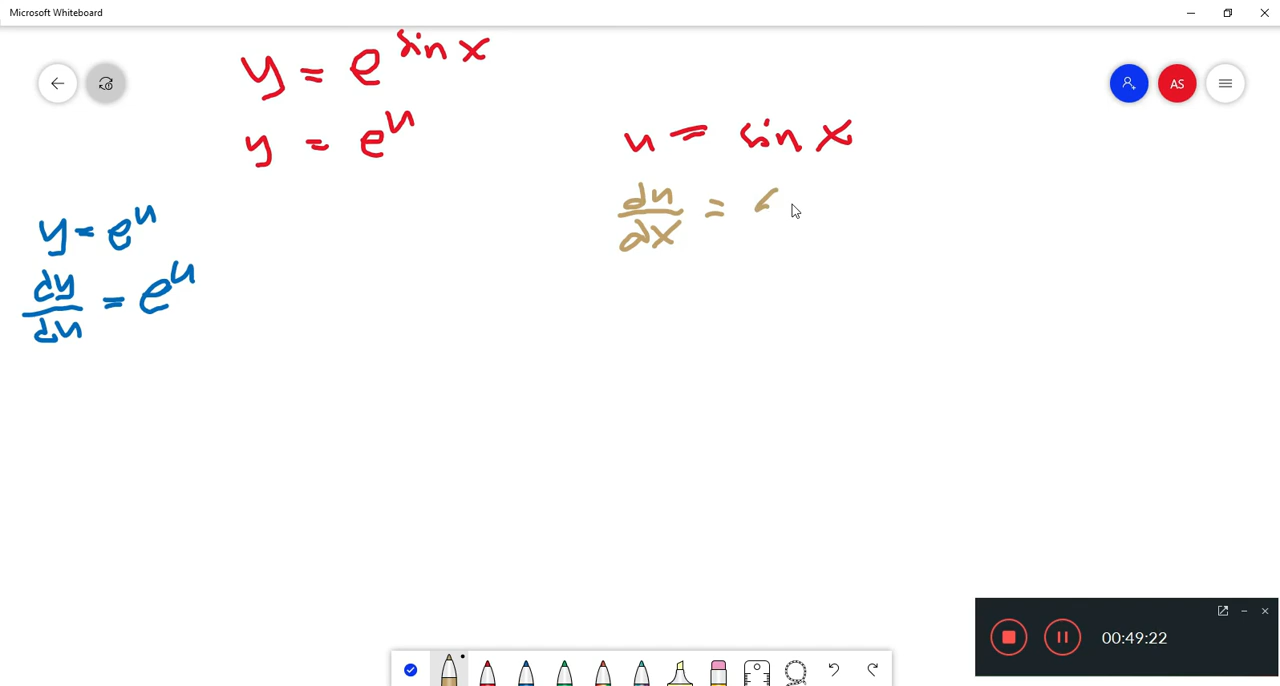 Microsoft Whiteboard
y = e^sin x
y = e^u
u = sin x
du/dx = c
y = e^u
dy/du = e^u
AS
00:49:22